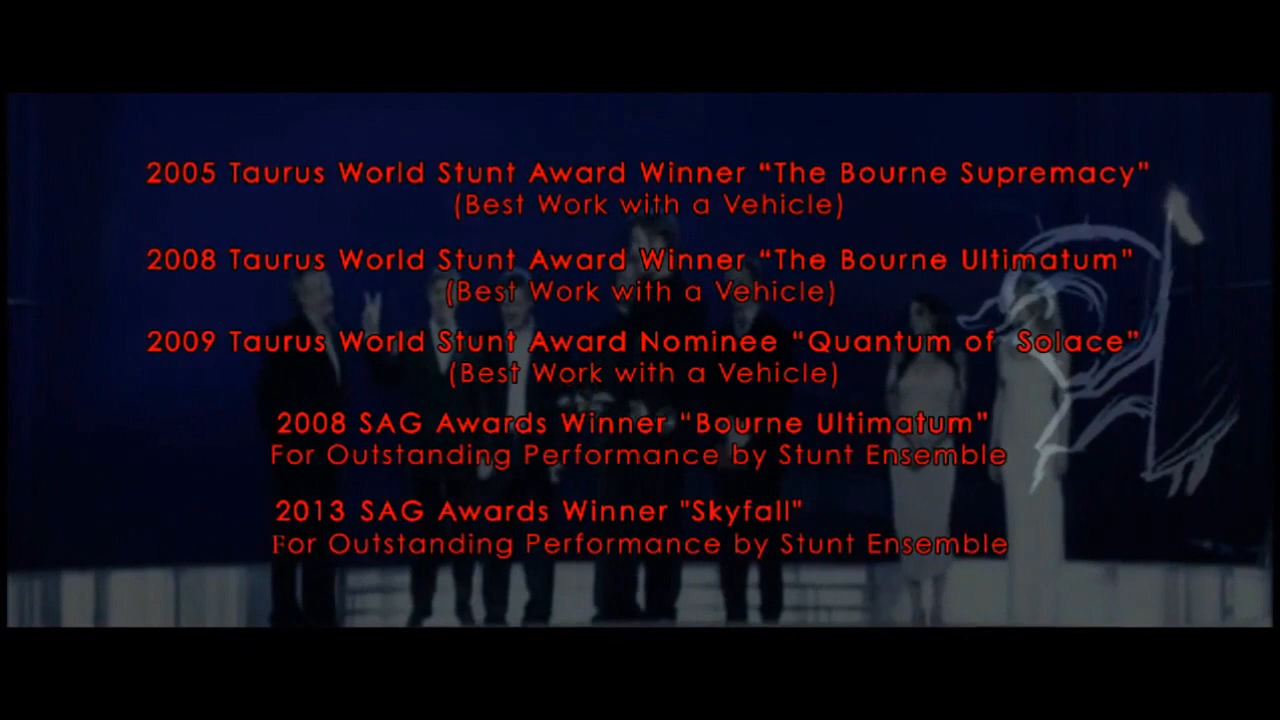 2005 Taurus World Stunt Award Winner “The Bourne Supremacy”
(Best Work with a Vehicle)
2008 Taurus World Stunt Award Winner “The Bourne Ultimatum”
(Best Work with a Vehicle)
2009 Taurus World Stunt Award Nominee “Quantum of  Solace”
(Best Work with a Vehicle)
2008 SAG Awards Winner “Bourne Ultimatum”
For Outstanding Performance by Stunt Ensemble
2013 SAG Awards Winner "Skyfall"
For Outstanding Performance by Stunt Ensemble